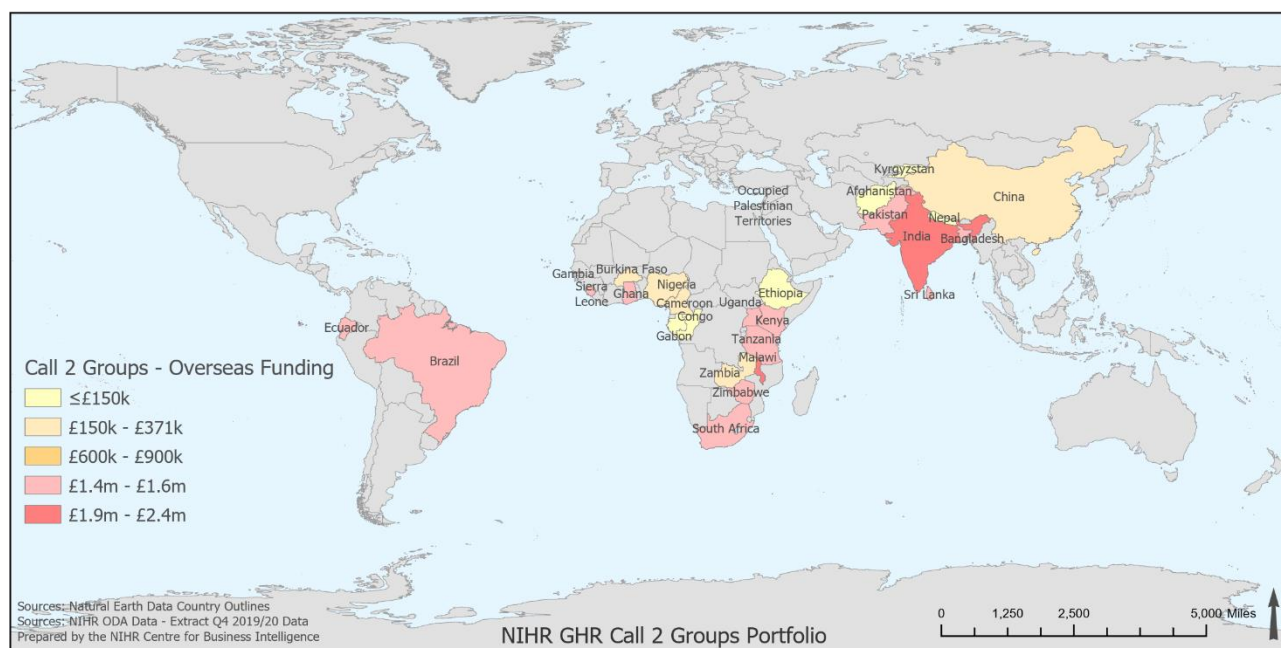 Kyrgyzstan
Afghanistan
China
Occupied
Palestinian
Territories
Pakistan
Nepal
India
Bangladesh
Sri Lanka
Gambia
Burkina Faso
Nigeria
Sierra
Leone
Ghana
Cameroon
Uganda
Ethiopia
Congo
Gabon
Kenya
Tanzania
Ecuador
Brazil
Malawi
Zambia
Zimbabwe
South Africa
Call 2 Groups - Overseas Funding
≤£150k
£150k - £371k
£600k - £900k
£1.4m - £1.6m
£1.9m - £2.4m
Sources: Natural Earth Data Country Outlines
Sources: NIHR ODA Data - Extract Q4 2019/20 Data
Prepared by the NIHR Centre for Business Intelligence
NIHR GHR Call 2 Groups Portfolio
0 1,250 2,500 5,000 Miles